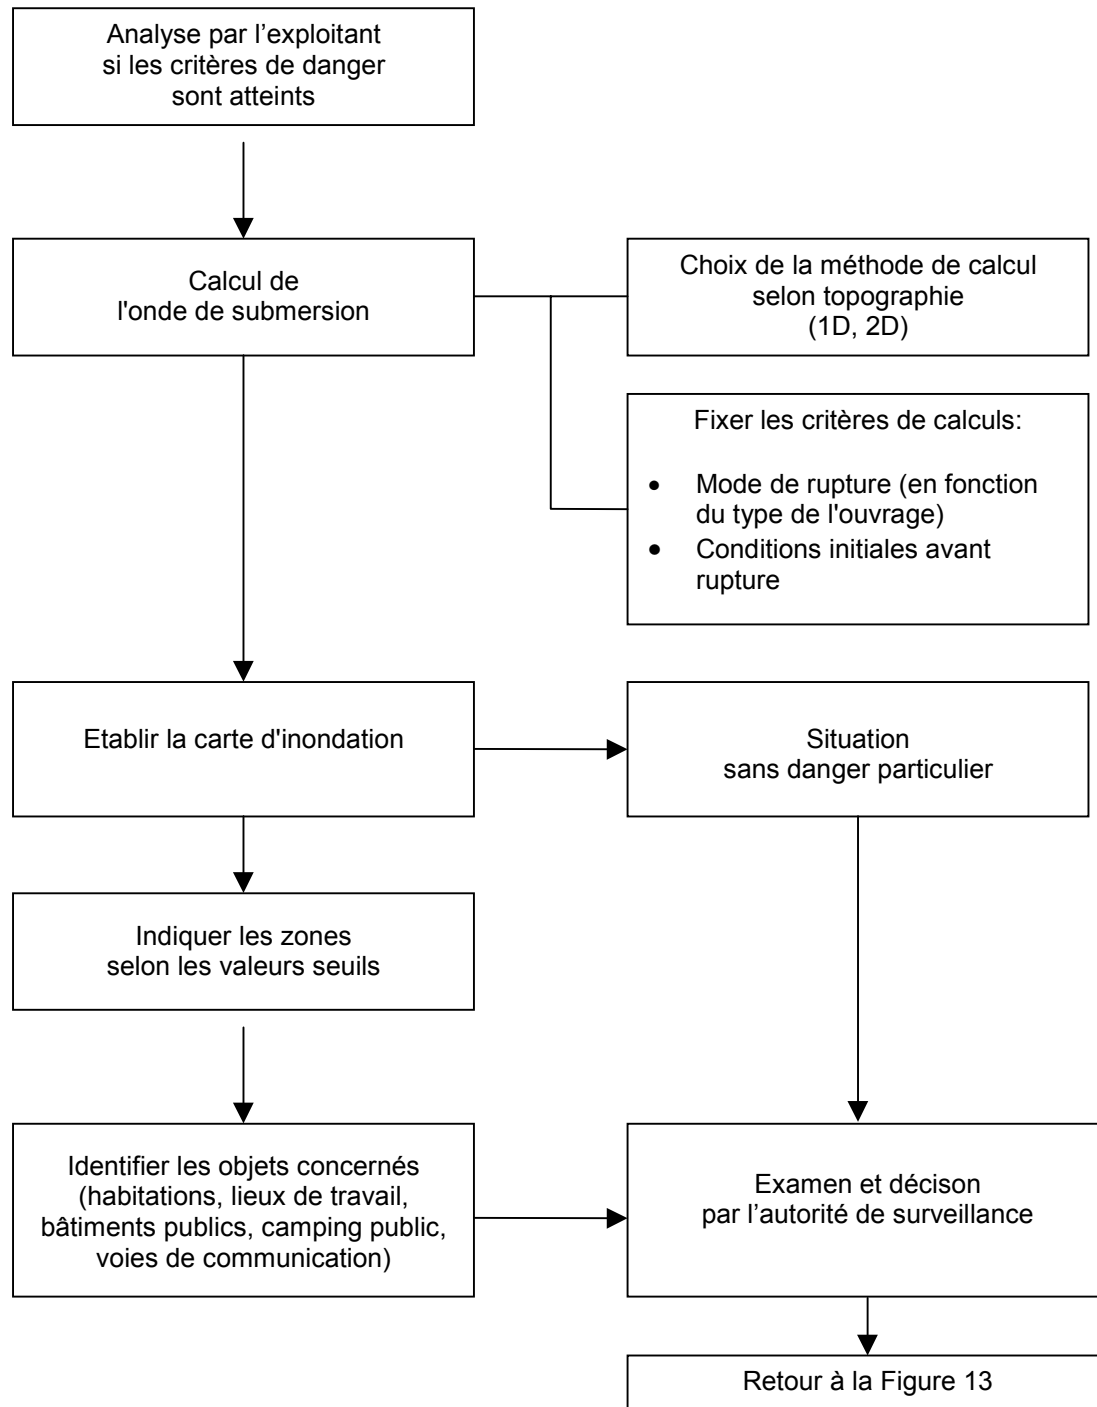 Analyse par l’exploitant
si les critères de danger
sont atteints
Calcul de
l'onde de submersion
Choix de la méthode de calcul
selon topographie
(1D, 2D)
Fixer les critères de calculs:
• Mode de rupture (en fonction
du type de l'ouvrage)
• Conditions initiales avant
rupture
Etablir la carte d'inondation
Situation
sans danger particulier
Indiquer les zones
selon les valeurs seuils
Identifier les objets concernés
(habitations, lieux de travail,
bâtiments publics, camping public,
voies de communication)
Examen et décison
par l’autorité de surveillance
Retour à la Figure 13